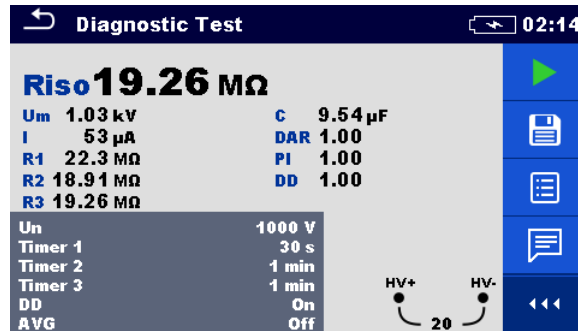 Diagnostic Test 02:14
Riso 19.26 MΩ
Um 1.03 kV C 9.54 µF
I 53 µA DAR 1.00
R1 22.3 MΩ PI 1.00
R2 18.91 MΩ DD 1.00
R3 19.26 MΩ
Un 1000 V
Timer 1 30 s
Timer 2 1 min
Timer 3 1 min HV+ HV-
DD On
AVG Off 20